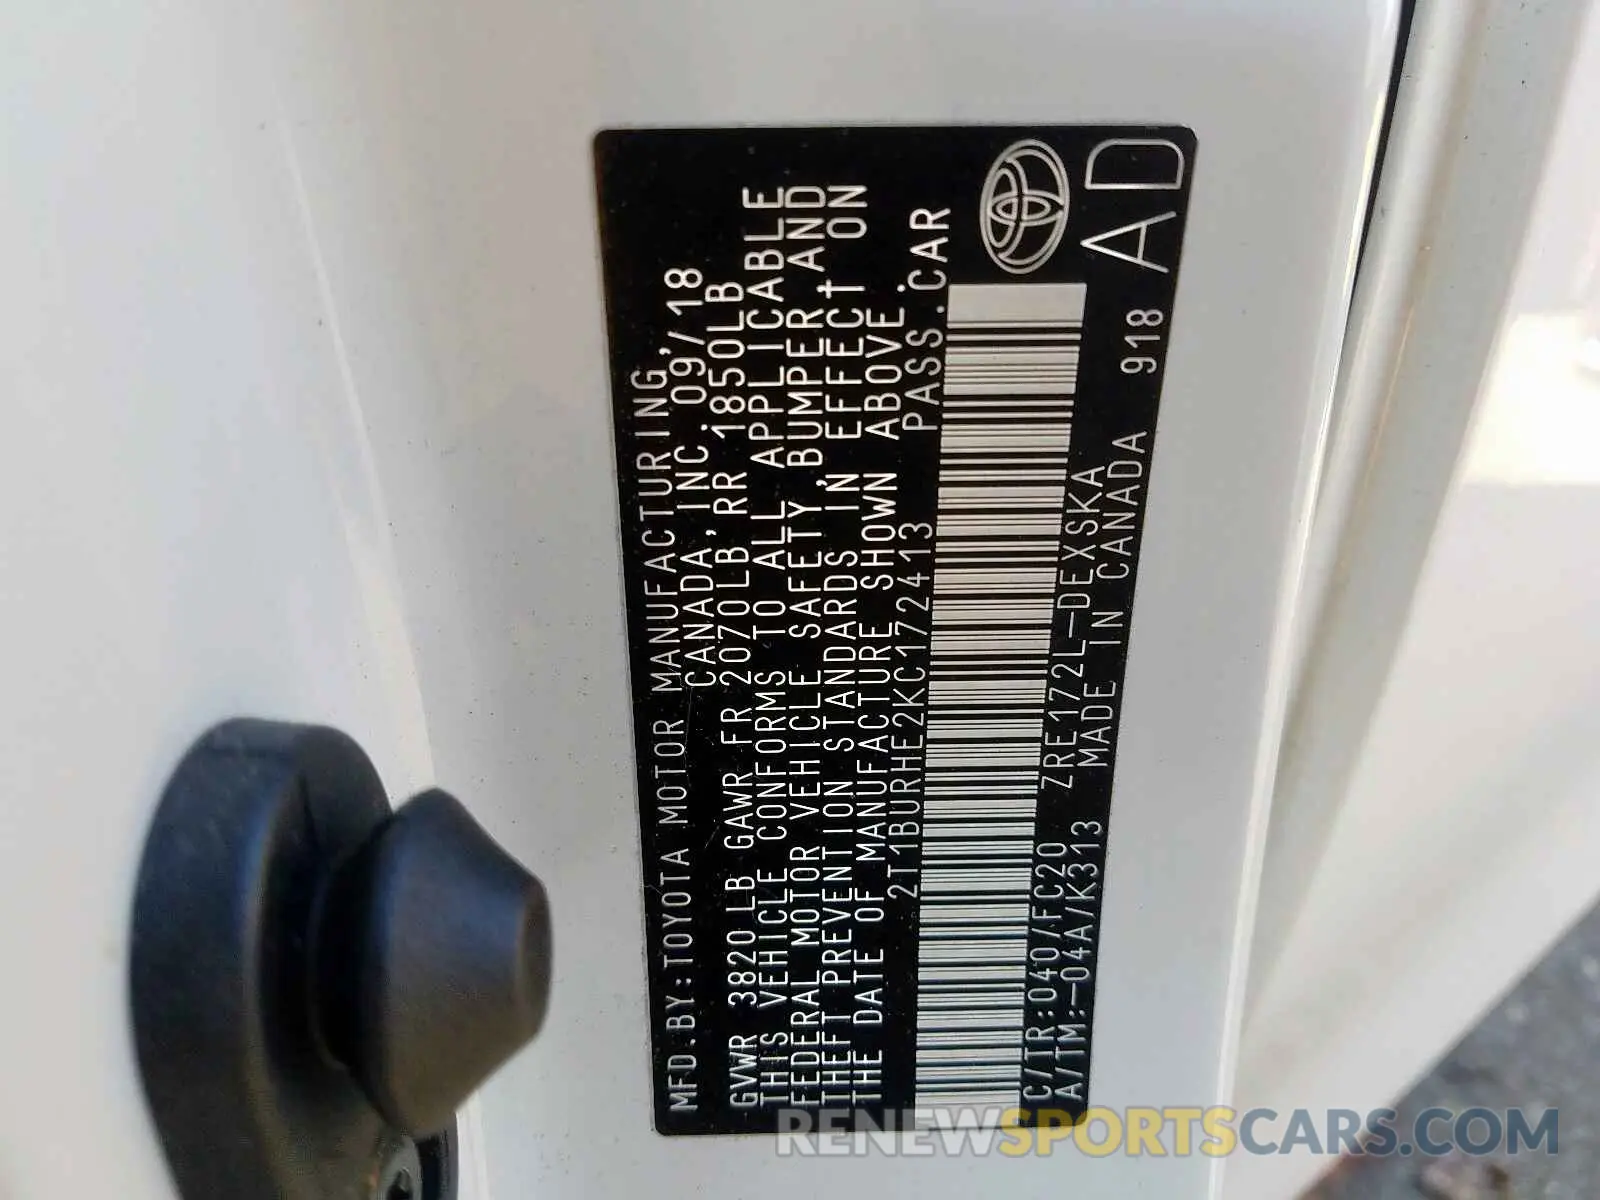 MFD.BY:TOYOTA MOTOR MANUFACTURING,
CANADA,INC. 09/18
GVWR 3820LB GAWR FR 2070LB,RR 1850LB
THIS VEHICLE CONFORMS TO ALL APPLICABLE
FEDERAL MOTOR VEHICLE SAFETY, BUMPER, AND
THEFT PREVENTION STANDARDS IN EFFECT ON
THE DATE OF MANUFACTURE SHOWN ABOVE.
2T1BURHE2KC172413 PASS.CAR
C/TR:040/FC20 ZRE172L-DEXSKA
A/TM:-04A/K313 MADE IN CANADA 918 AD
RENEWSPORTSCARS.COM